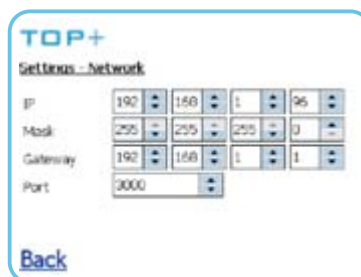 TOP+
Settings - Network
IP 192 168 1 96
Mask 255 255 255 0
Gateway 192 168 1 1
Port 3000
Back